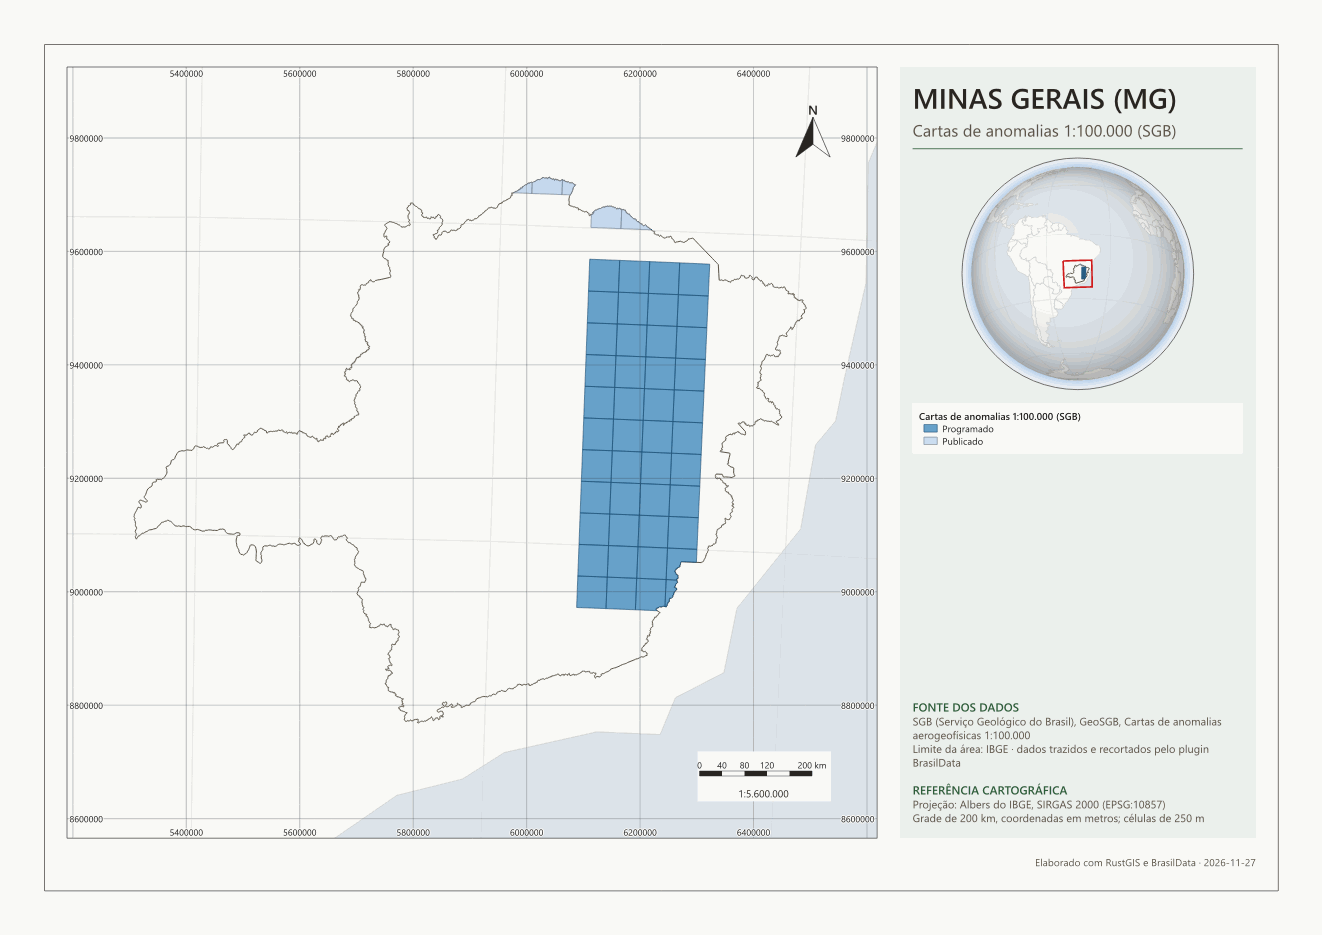 5400000 5600000 5800000 6000000 6200000 6400000
N
9800000 9800000
9600000 9600000
9400000 9400000
9200000 9200000
9000000 9000000
8800000 8800000
8600000 8600000
0 40 80 120 200 km
1:5.600.000
5400000 5600000 5800000 6000000 6200000 6400000
MINAS GERAIS (MG)
Cartas de anomalias 1:100.000 (SGB)
Cartas de anomalias 1:100.000 (SGB)
Programado
Publicado
FONTE DOS DADOS
SGB (Serviço Geológico do Brasil), GeoSGB, Cartas de anomalias
aerogeofísicas 1:100.000
Limite da área: IBGE · dados trazidos e recortados pelo plugin
BrasilData
REFERÊNCIA CARTOGRÁFICA
Projeção: Albers do IBGE, SIRGAS 2000 (EPSG:10857)
Grade de 200 km, coordenadas em metros; células de 250 m
Elaborado com RustGIS e BrasilData · 2026-11-27